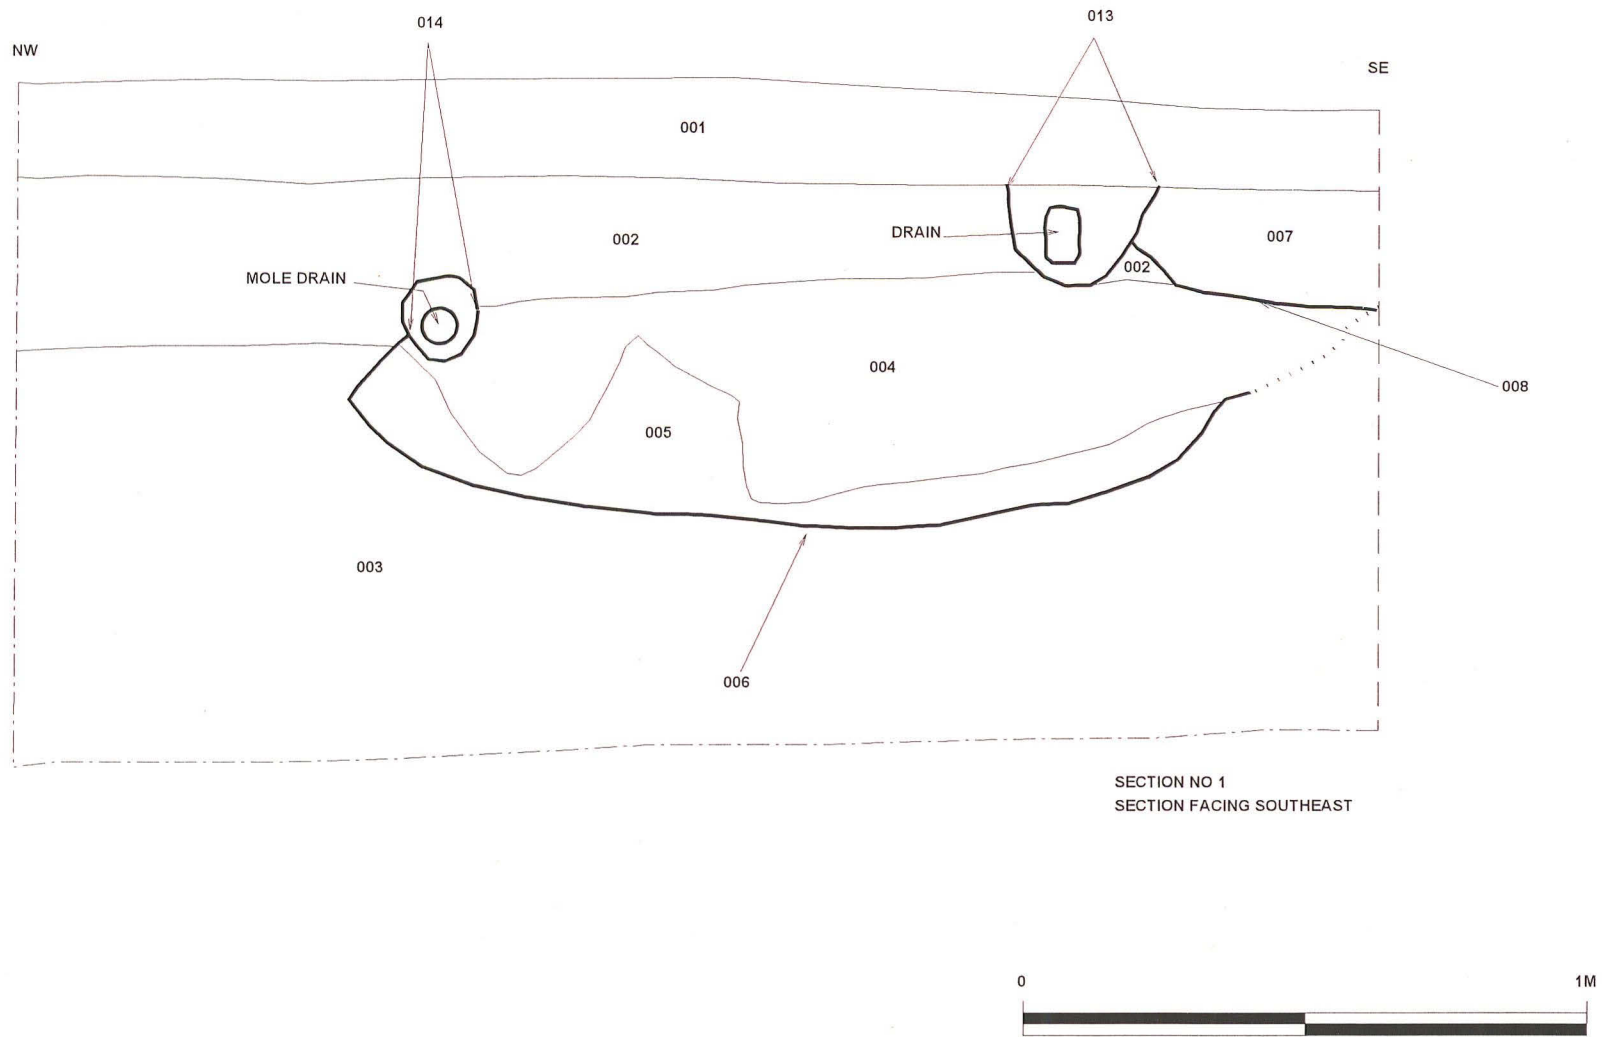 014
013
NW
SE
001
002
DRAIN
007
002
MOLE DRAIN
004
008
005
003
006
SECTION NO 1
SECTION FACING SOUTHEAST
0
1M